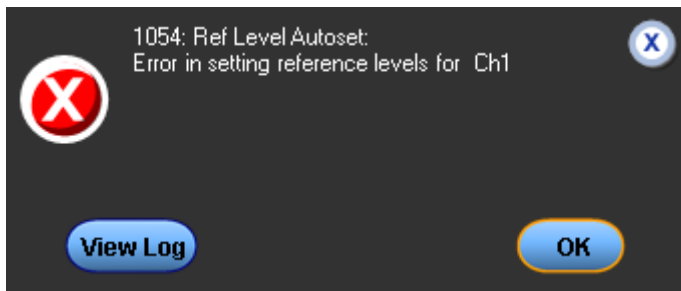 1054: Ref Level Autoset:
Error in setting reference levels for Ch1
X
View Log
OK